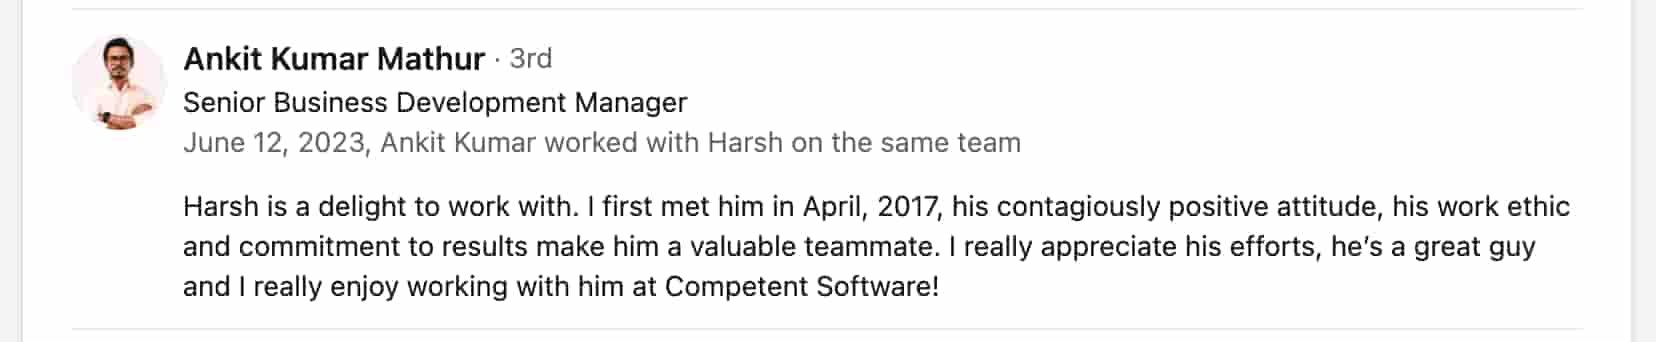 Ankit Kumar Mathur · 3rd
Senior Business Development Manager
June 12, 2023, Ankit Kumar worked with Harsh on the same team
Harsh is a delight to work with. I first met him in April, 2017, his contagiously positive attitude, his work ethic
and commitment to results make him a valuable teammate. I really appreciate his efforts, he’s a great guy
and I really enjoy working with him at Competent Software!